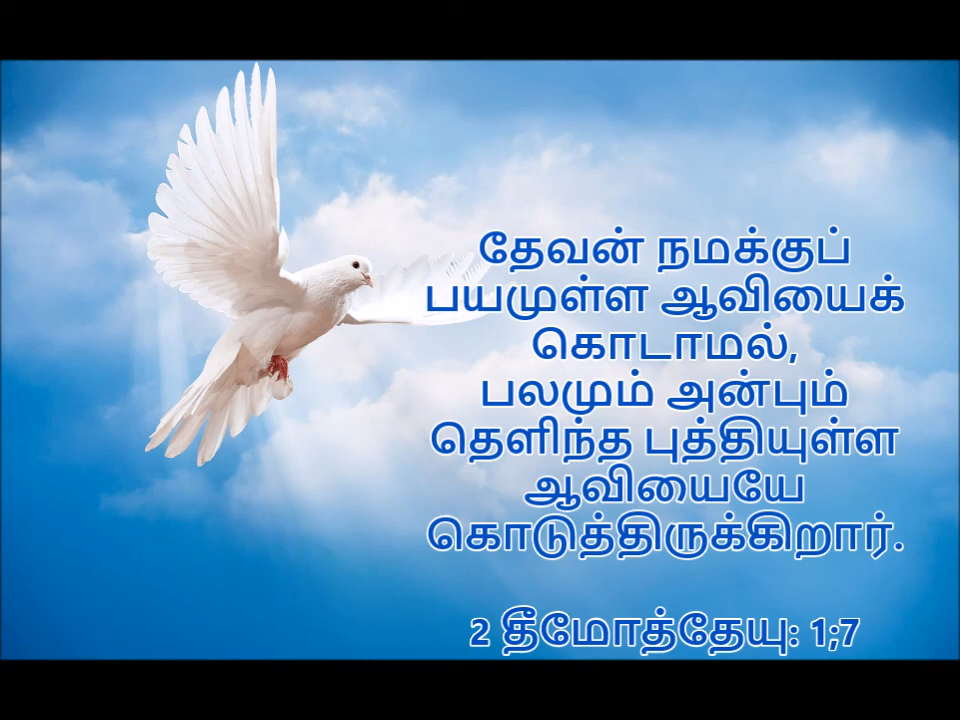 தேவன் நமக்குப்
பயமுள்ள ஆவியைக்
கொடாமல்,
பலமும் அன்பும்
தெளிந்த புத்தியுள்ள
ஆவியையே
கொடுத்திருக்கிறார்.
2 தீமோத்தேயு: 1;7